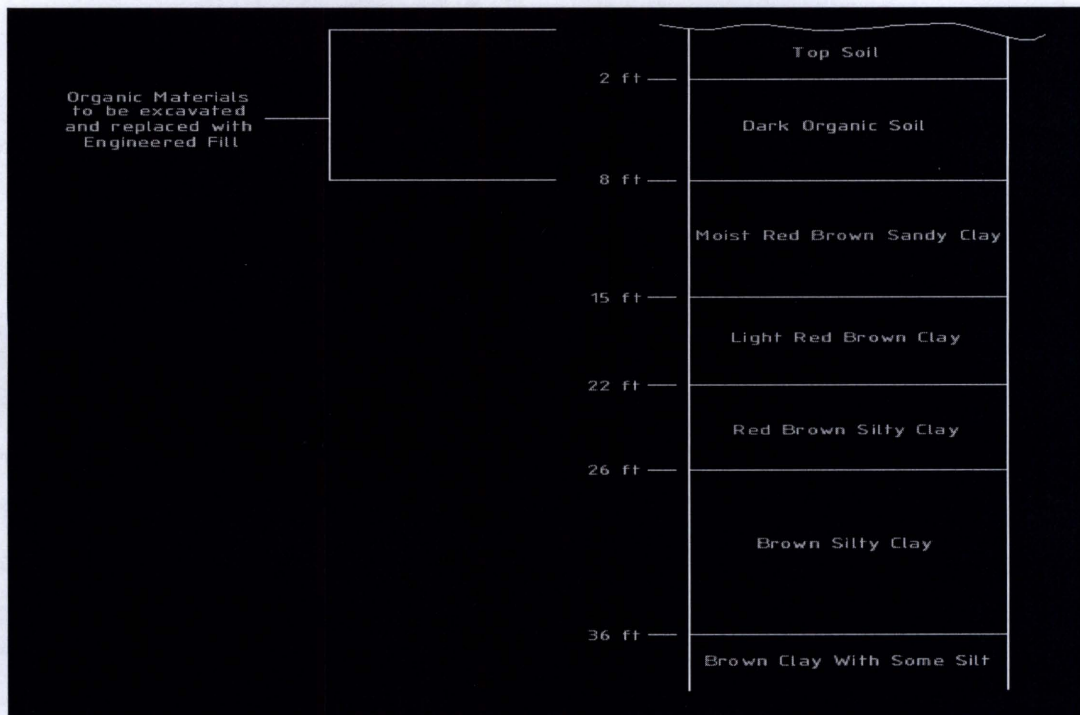 Organic Materials
to be excavated
and replaced with
Engineered Fill
Top Soil
2 ft
Dark Organic Soil
8 ft
Moist Red Brown Sandy Clay
15 ft
Light Red Brown Clay
22 ft
Red Brown Silty Clay
26 ft
Brown Silty Clay
36 ft
Brown Clay With Some Silt